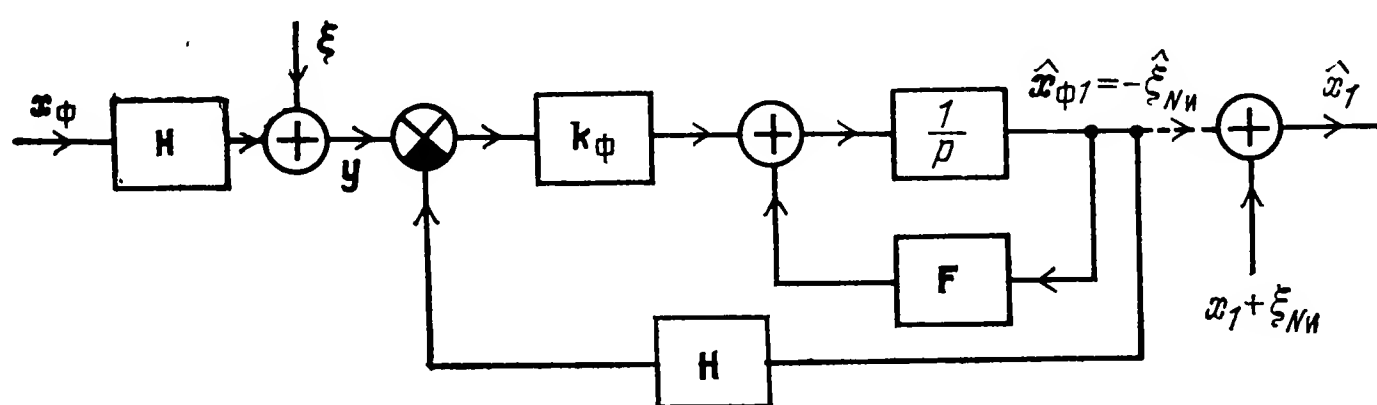 ξ
x_ф
H
y
k_ф
1/p
x̂_ф1 = -ξ̂_Nи
x̂_1
F
H
x_1 + ξ_Nи